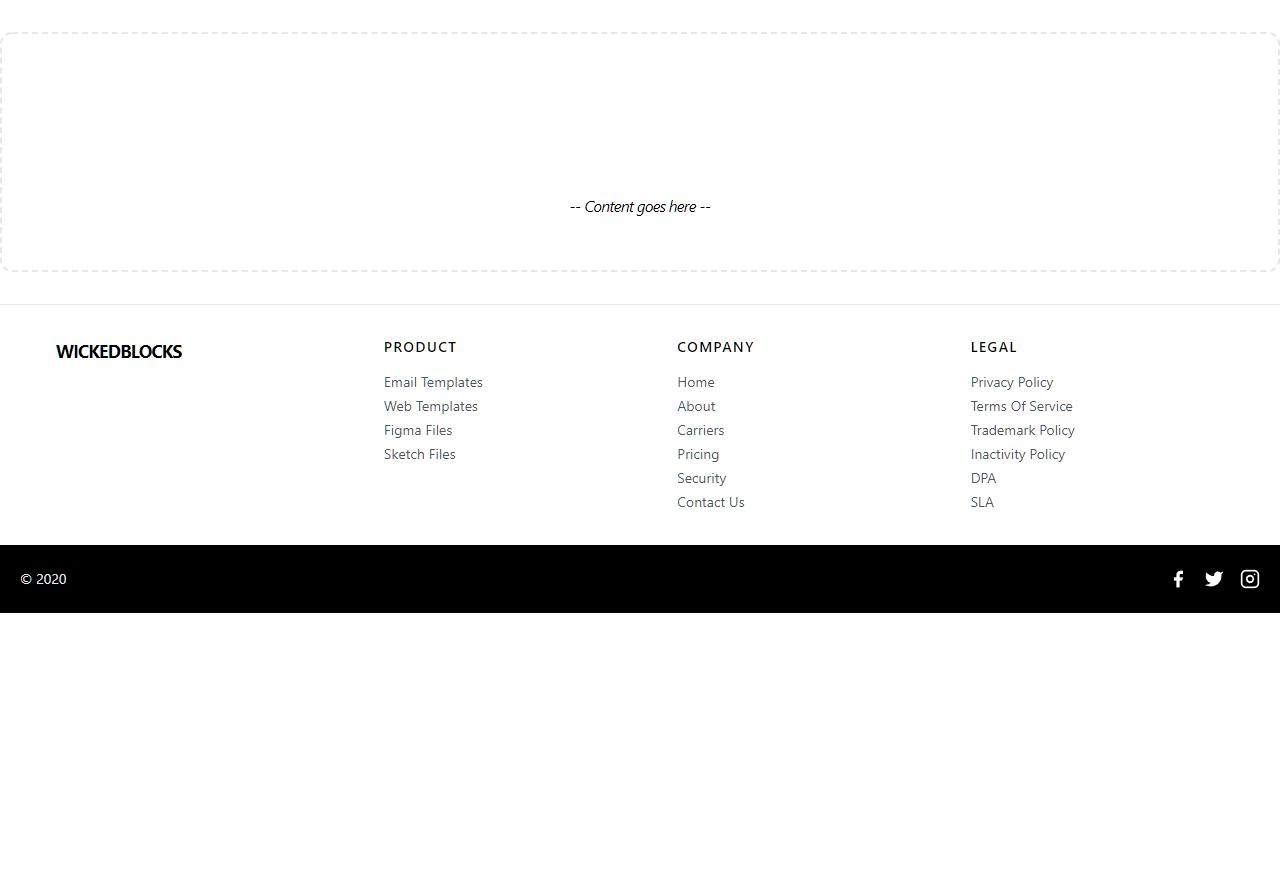 -- Content goes here --
WICKEDBLOCKS
PRODUCT
Email Templates
Web Templates
Figma Files
Sketch Files
COMPANY
Home
About
Carriers
Pricing
Security
Contact Us
LEGAL
Privacy Policy
Terms Of Service
Trademark Policy
Inactivity Policy
DPA
SLA
© 2020